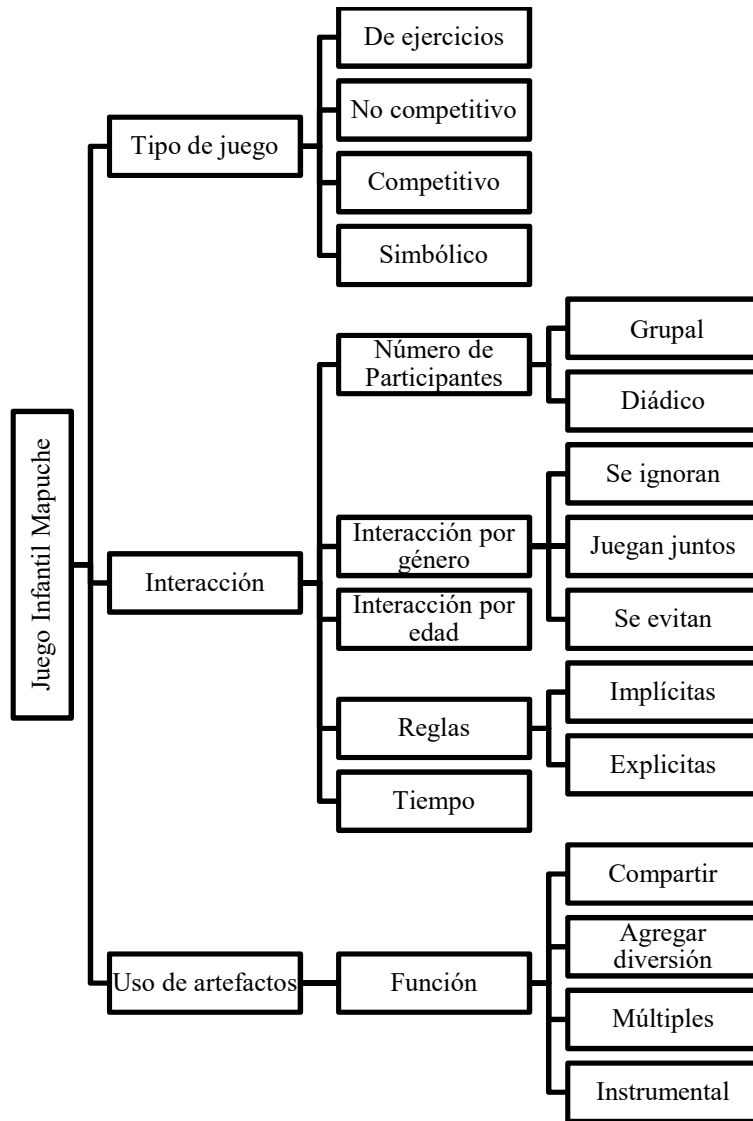 Juego Infantil Mapuche
Tipo de juego
De ejercicios
No competitivo
Competitivo
Simbólico
Interacción
Número de
Participantes
Grupal
Diádico
Interacción por
género
Se ignoran
Juegan juntos
Se evitan
Interacción por
edad
Reglas
Implícitas
Explicitas
Tiempo
Uso de artefactos
Función
Compartir
Agregar
diversión
Múltiples
Instrumental